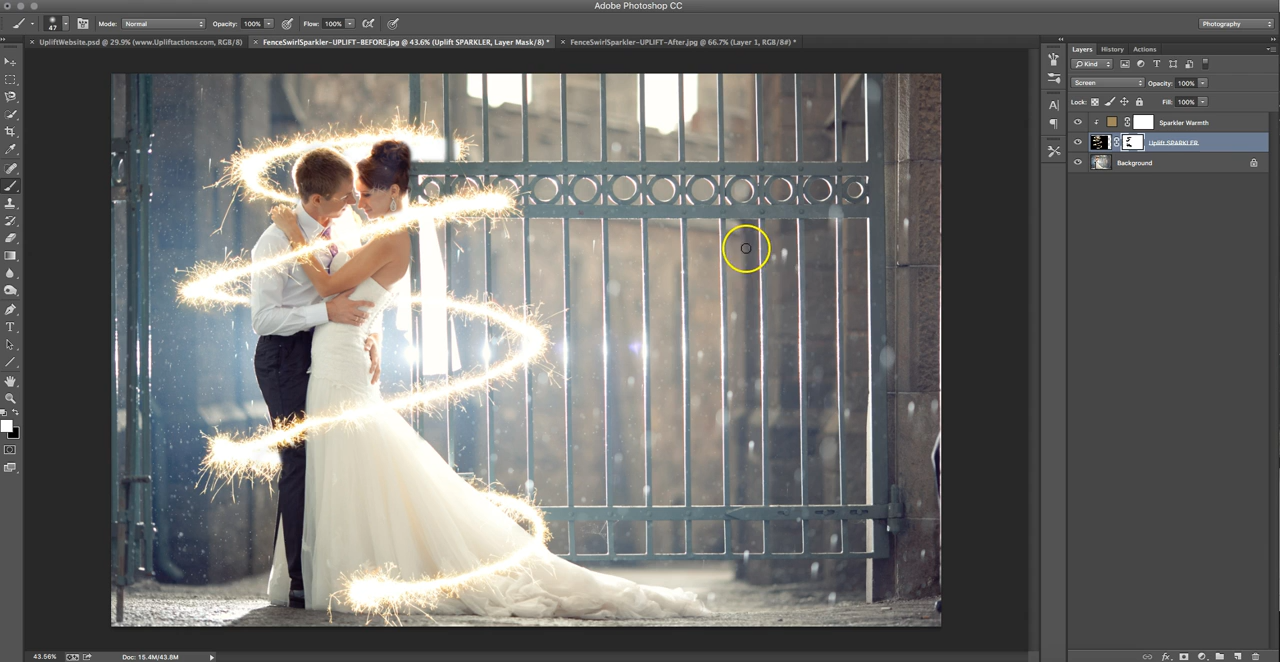 Adobe Photoshop CC
47
Mode: Normal
Opacity: 100%
Flow: 100%
Photography
× UpliftWebsite.psd @ 29.9% (www.Upliftactions.com, RGB/8)
× FenceSwirlSparkler-UPLIFT-BEFORE.jpg @ 43.6% (Uplift SPARKLER, Layer Mask/8) *
× FenceSwirlSparkler-UPLIFT-After.jpg @ 66.7% (Layer 1, RGB/8#) *
Layers History Actions
Kind
Screen
Opacity: 100%
Lock:
Fill: 100%
Sparkler Warmth
Uplift SPARKLER
Background
43.56%
Doc: 15.4M/43.8M